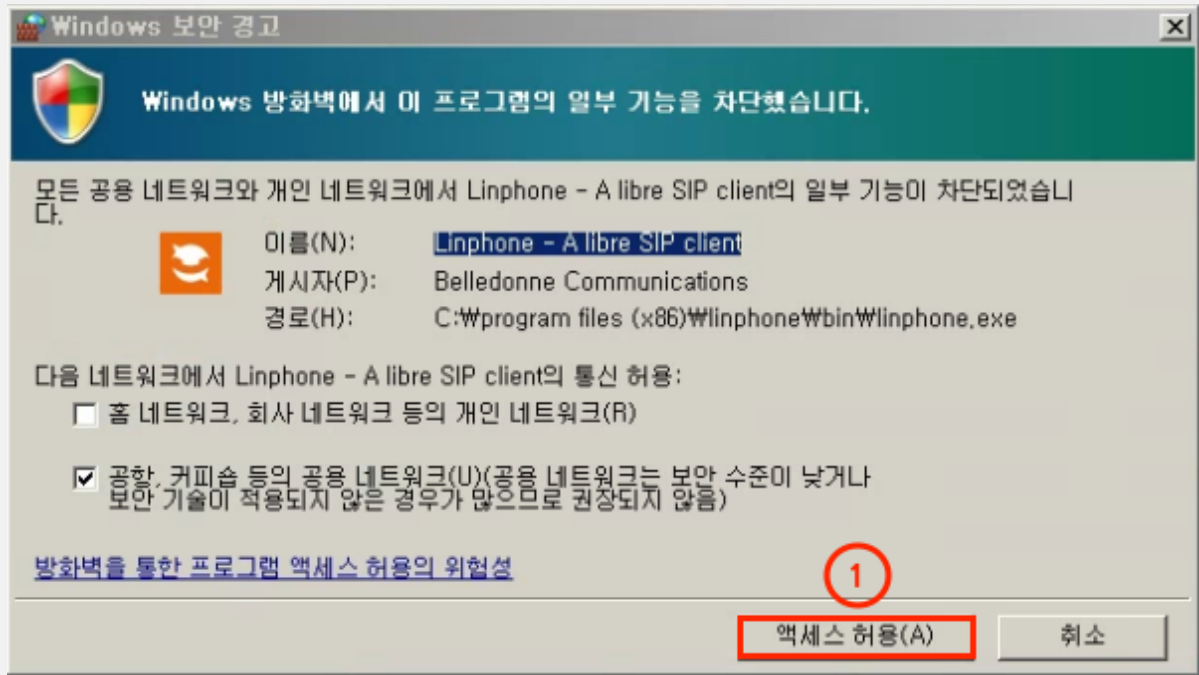 Windows 보안 경고
Windows 방화벽에서 이 프로그램의 일부 기능을 차단했습니다.
모든 공용 네트워크와 개인 네트워크에서 Linphone - A libre SIP client의 일부 기능이 차단되었습니
다.
이름(N): Linphone - A libre SIP client
게시자(P): Belledonne Communications
경로(H): C:₩program files (x86)₩linphone₩bin₩linphone.exe
다음 네트워크에서 Linphone - A libre SIP client의 통신 허용:
홈 네트워크, 회사 네트워크 등의 개인 네트워크(R)
공항, 커피숍 등의 공용 네트워크(U)(공용 네트워크는 보안 수준이 낮거나
보안 기술이 적용되지 않은 경우가 많으므로 권장되지 않음)
방화벽을 통한 프로그램 액세스 허용의 위험성
1
액세스 허용(A) 취소